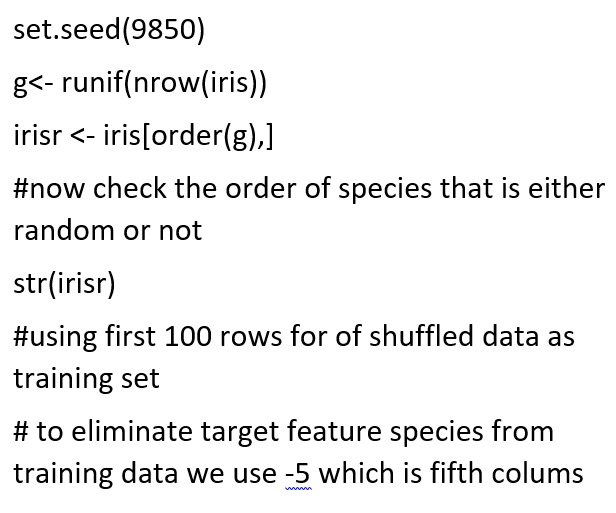 set.seed(9850)
g<- runif(nrow(iris))
irisr <- iris[order(g),]
#now check the order of species that is either
random or not
str(irisr)
#using first 100 rows for of shuffled data as
training set
# to eliminate target feature species from
training data we use -5 which is fifth colums